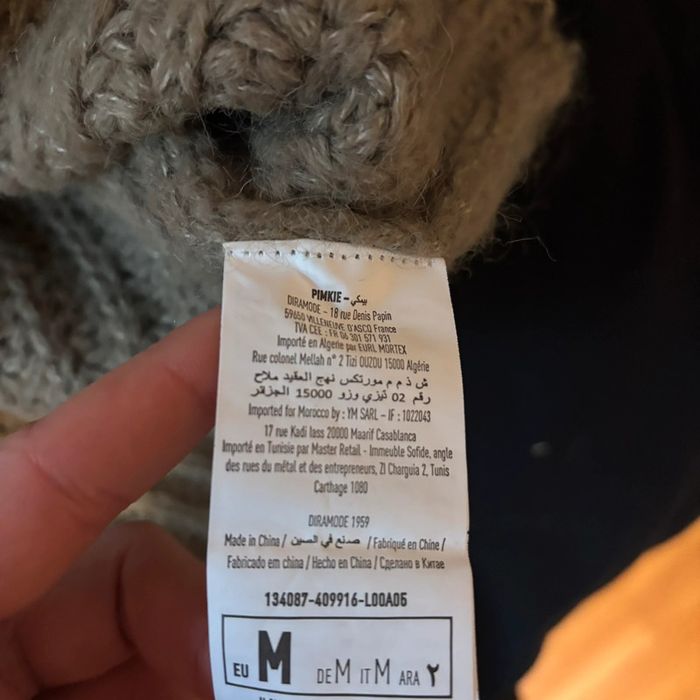 PIMKIE – بيمكي
DIRAMODE – 18 rue Denis Papin
59650 VILLENEUVE D'ASCQ France
TVA CEE : FR 06 301 571 931
Importé en Algerie par EURL MORTEX
Rue colonel Mellah n° 2 Tizi OUZOU 15000 Algérie
ش ذ م م مورتكس نهج العقيد ملاح
رقم 02 تيزي وزو 15000 الجزائر
Imported for Morocco by : YM SARL – IF : 1022043
17 rue Kadi Iass 20000 Maarif Casablanca
Importé en Tunisie par Master Retail - Immeuble Sofide, angle
des rues du métal et des entrepreneurs, ZI Charguia 2, Tunis
Carthage 1080
DIRAMODE 1959
Made in China / صنع في الصين / Fabriqué en Chine /
Fabricado em china / Hecho en China / Сделано в Китае
134087-409916-L00A05
EU M DE M IT M ARA ٢